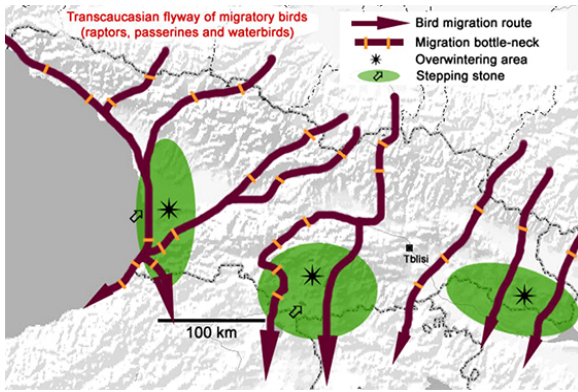 Transcaucasian flyway of migratory birds
(raptors, passerines and waterbirds)
Bird migration route
Migration bottle-neck
Overwintering area
Stepping stone
Tblisi
100 km